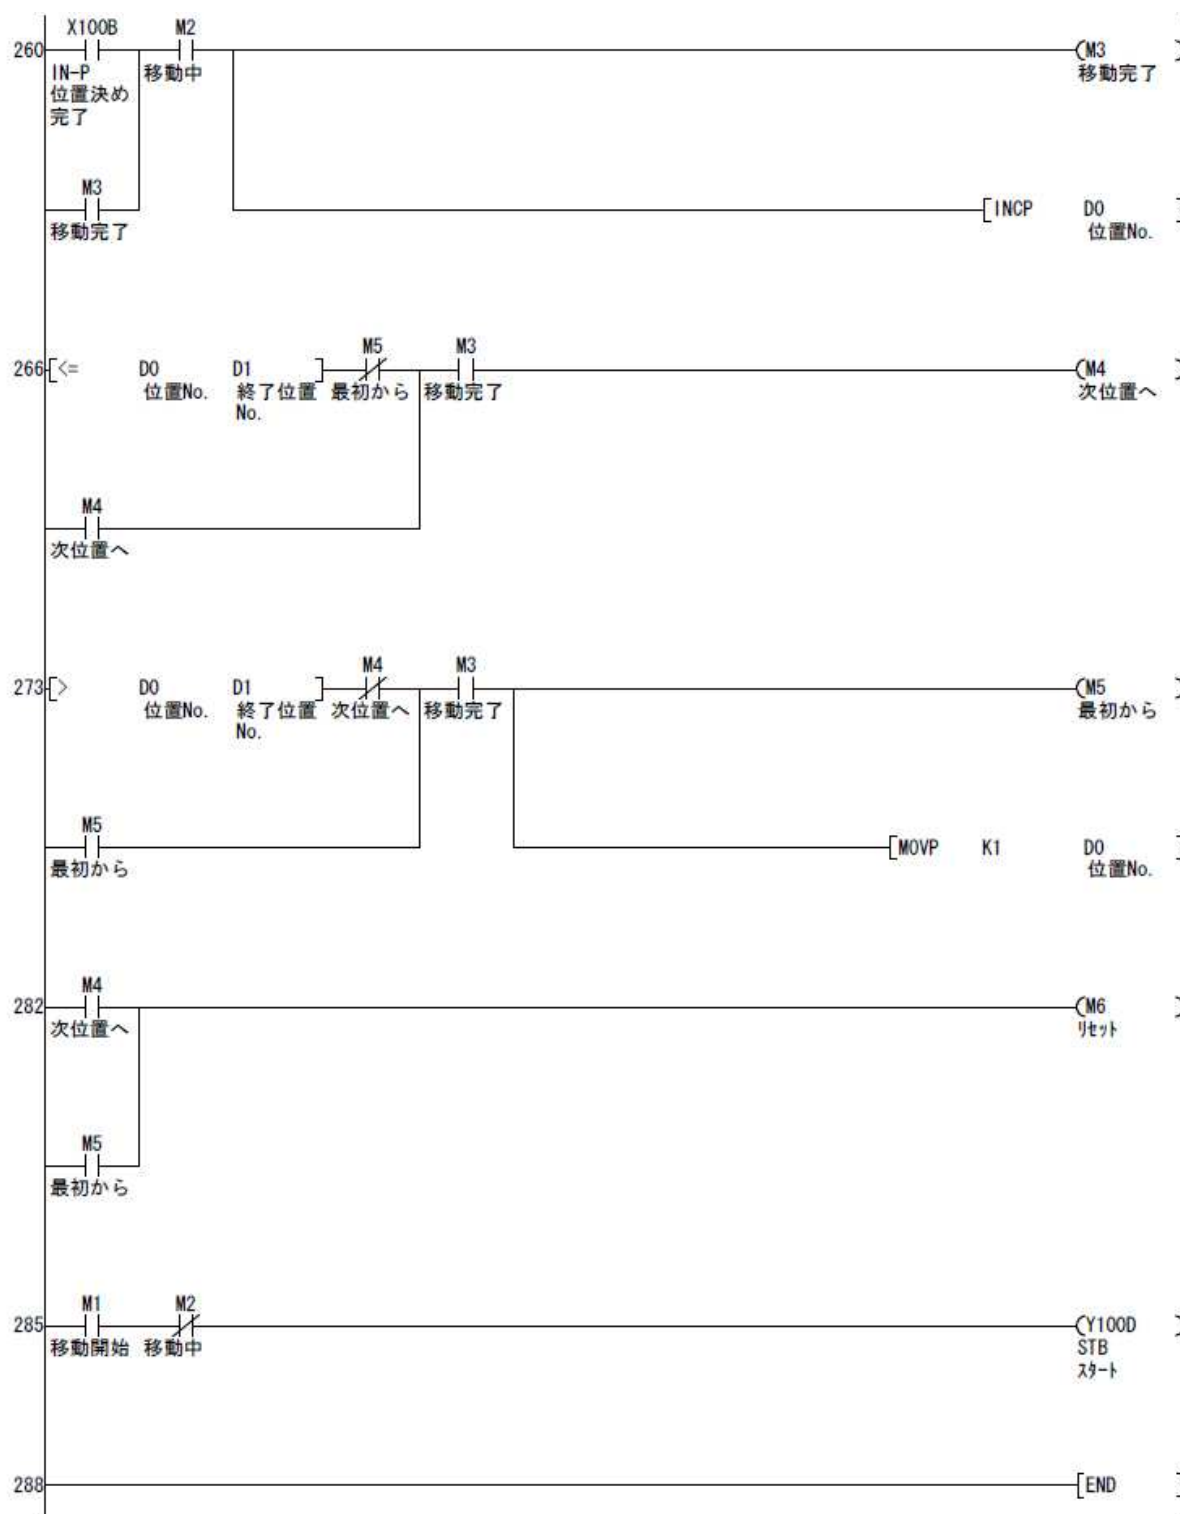 X100B M2
260 (M3 )
IN-P 移動中 移動完了
位置決め
完了
M3
[INCP D0 ]
移動完了 位置No.
M5 M3
266 [<= D0 D1 ] (M4 )
位置No. 終了位置 最初から 移動完了 次位置へ
No.
M4
次位置へ
M4 M3
273 [> D0 D1 ] (M5 )
位置No. 終了位置 次位置へ 移動完了 最初から
No.
M5
[MOVP K1 D0 ]
最初から 位置No.
M4
282 (M6 )
次位置へ ﾘｾｯﾄ
M5
最初から
M1 M2
285 (Y100D )
移動開始 移動中 STB
ｽﾀｰﾄ
288 [END ]